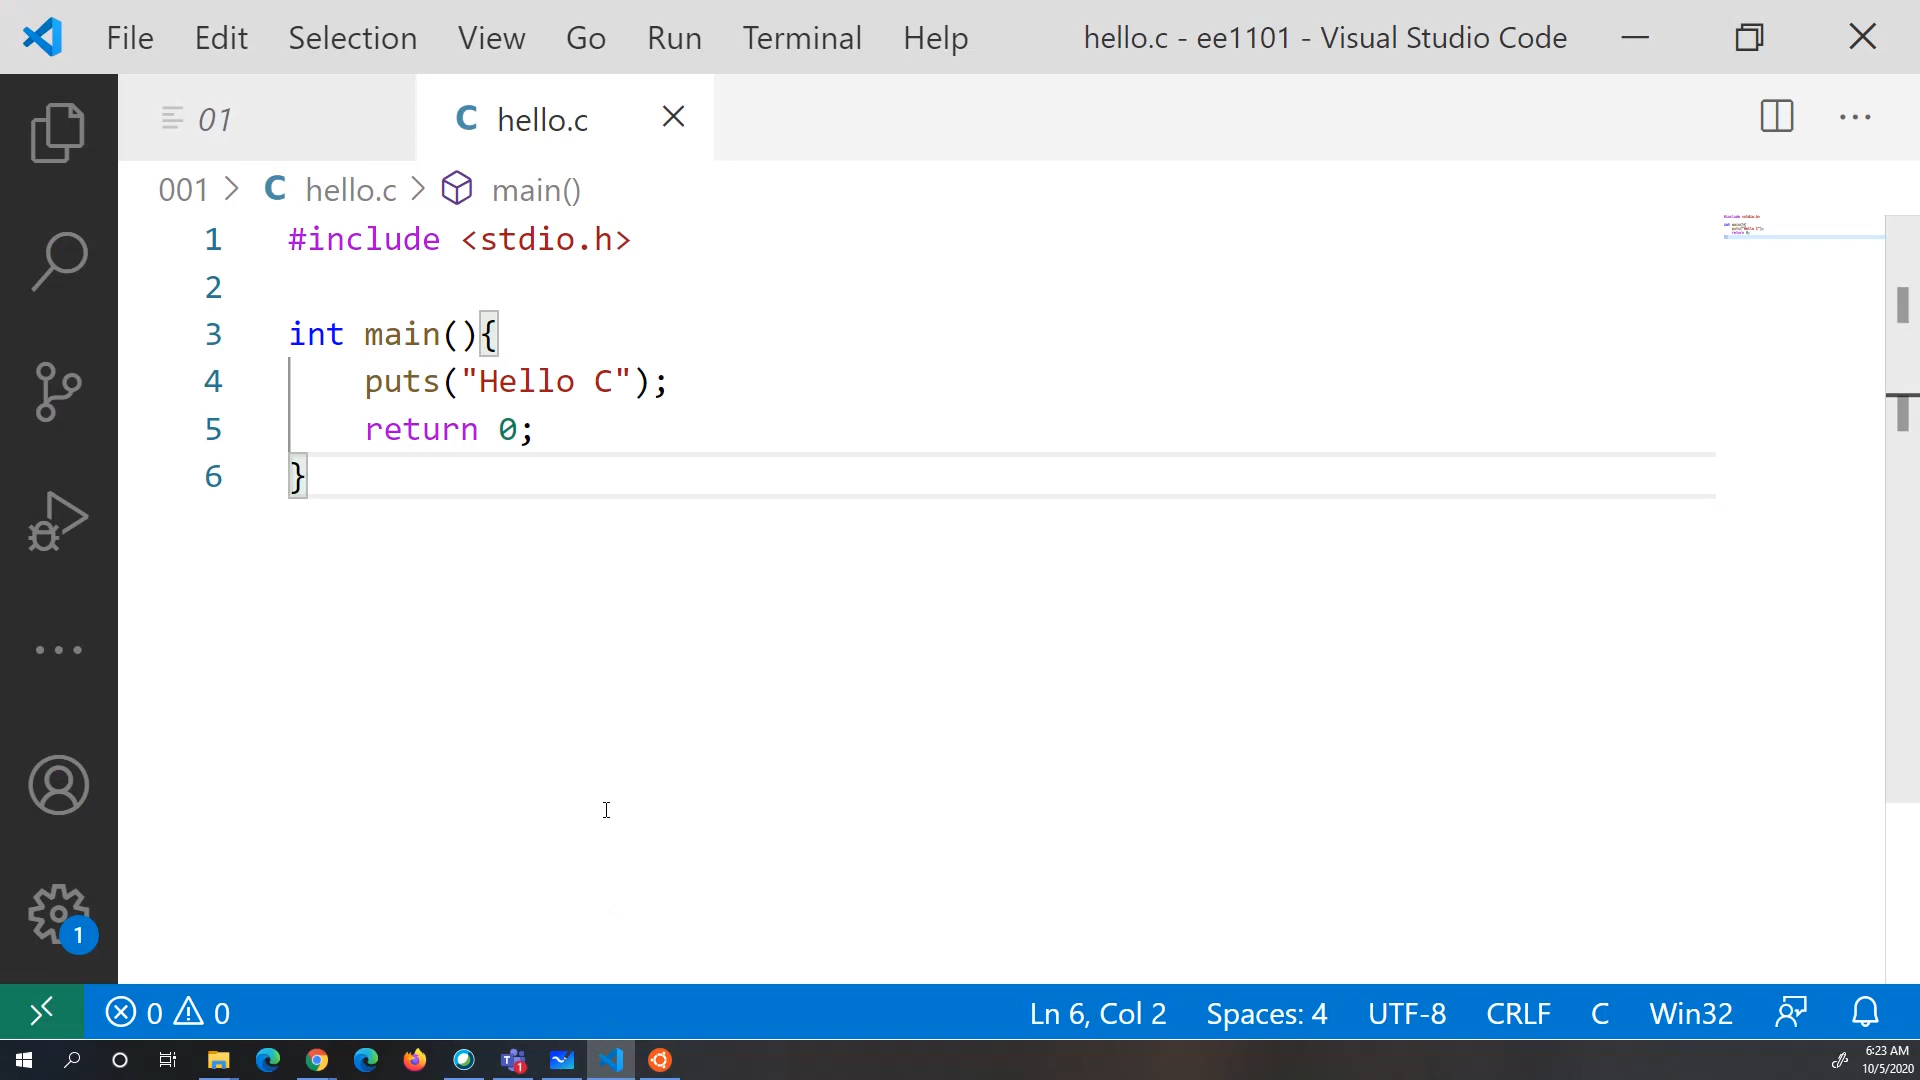 File Edit Selection View Go Run Terminal Help hello.c - ee1101 - Visual Studio Code
01 C hello.c
001 > C hello.c > main()
1 #include <stdio.h>
2
3 int main(){
4 puts("Hello C");
5 return 0;
6 }
1
0 0 Ln 6, Col 2 Spaces: 4 UTF-8 CRLF C Win32
1
6:23 AM
10/5/2020